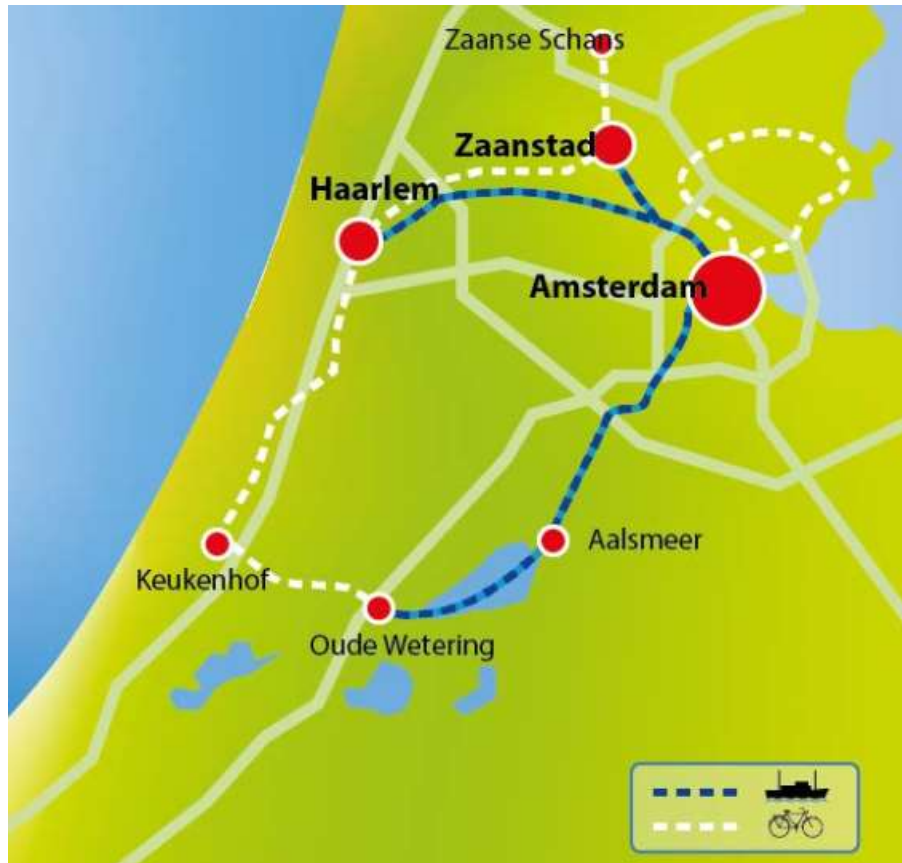 Zaanse Schans
Zaanstad
Haarlem
Amsterdam
Aalsmeer
Keukenhof
Oude Wetering